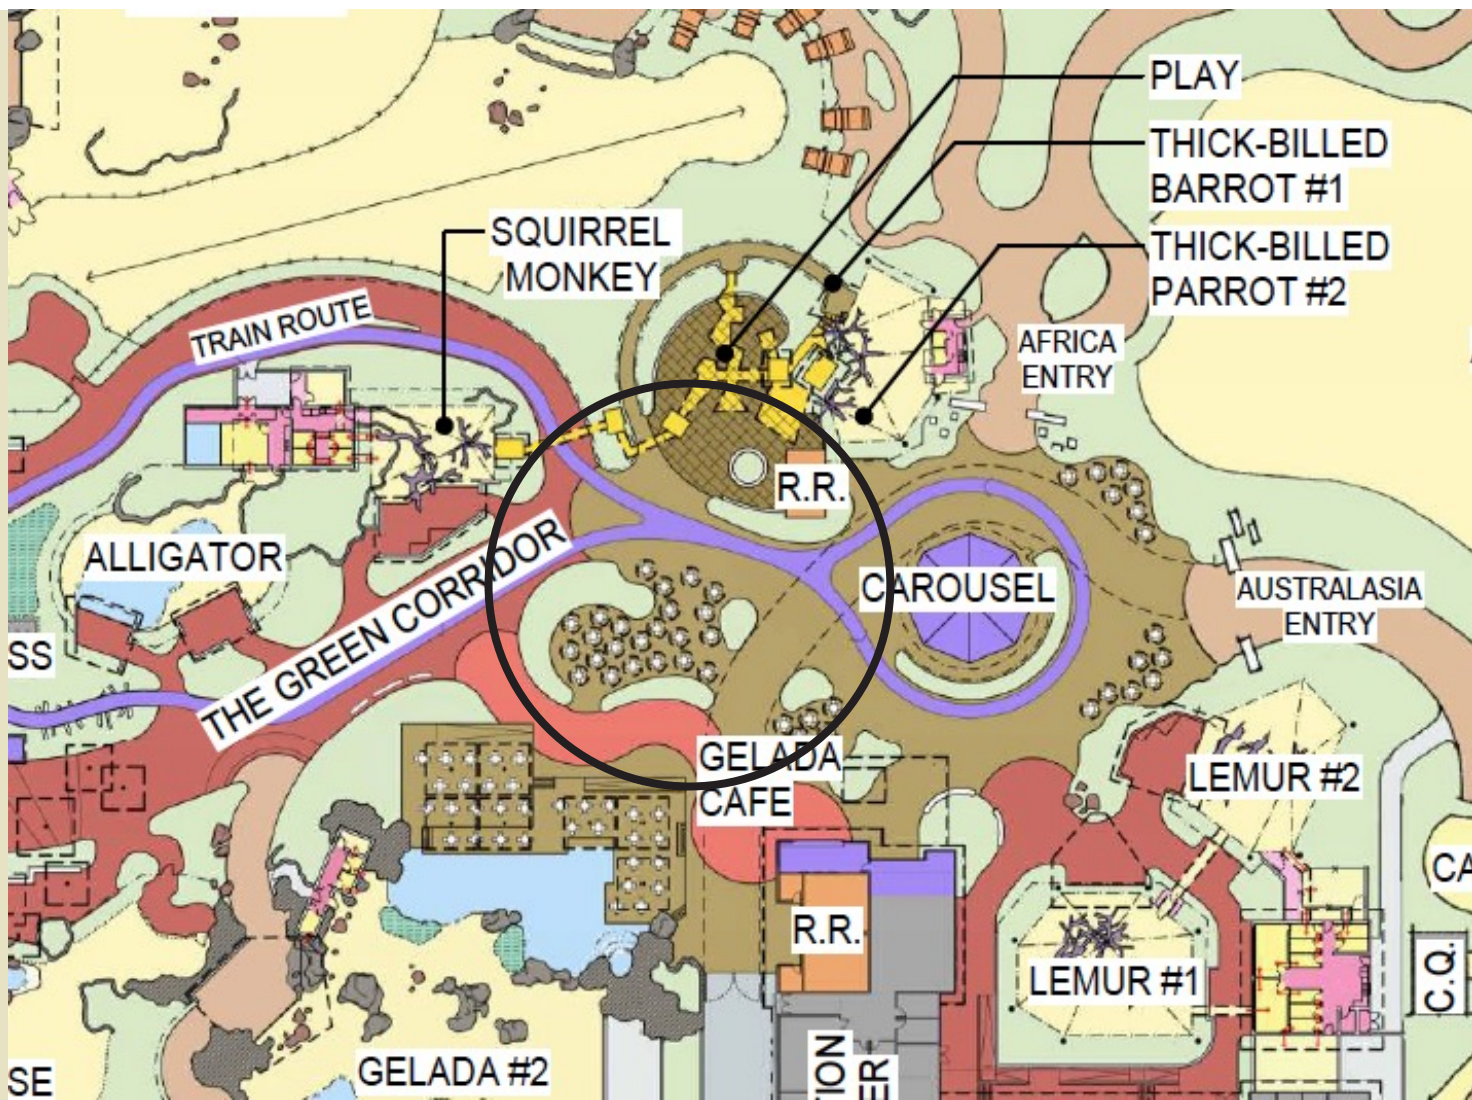 PLAY
THICK-BILLED
BARROT #1
THICK-BILLED
PARROT #2
SQUIRREL
MONKEY
TRAIN ROUTE
AFRICA
ENTRY
R.R.
ALLIGATOR
THE GREEN CORRIDOR
CAROUSEL
AUSTRALASIA
ENTRY
SS
GELADA
CAFE
LEMUR #2
CA
R.R.
LEMUR #1
C.Q.
GELADA #2
SE
TION
ER